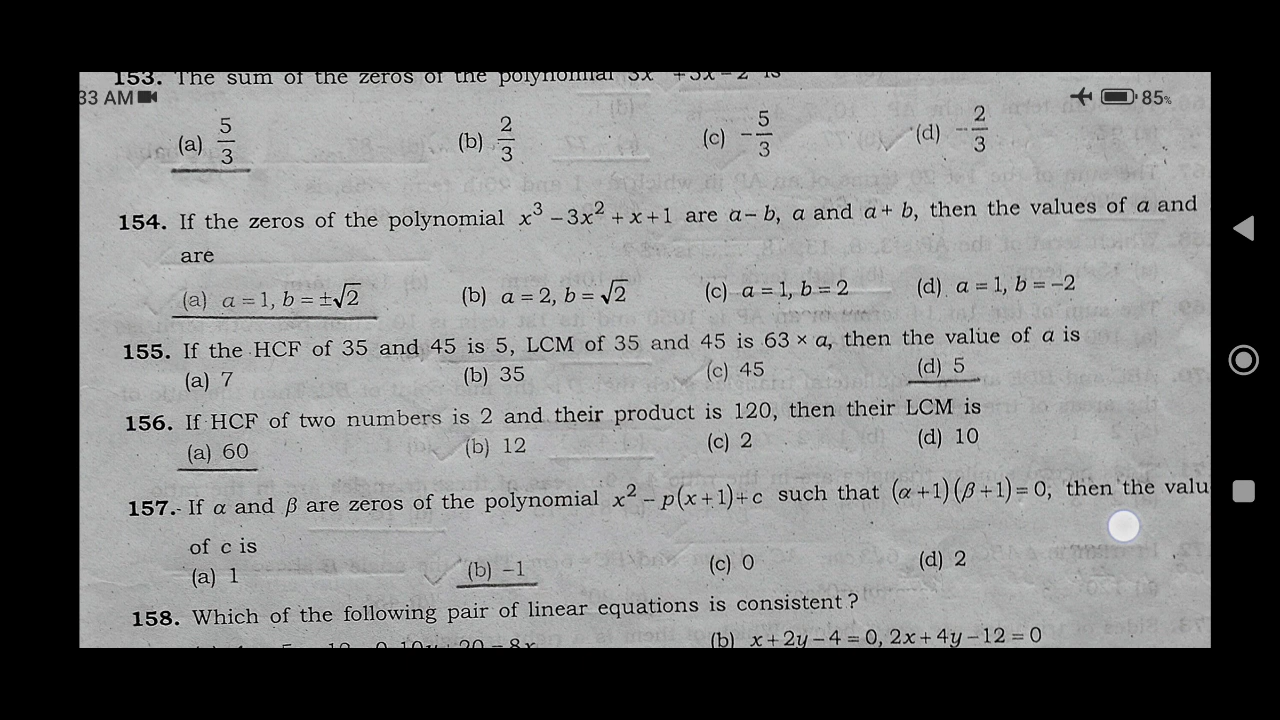 153. The sum of the zeros of the polynomial 3x + 5x − 2 is
33 AM 85%
(a) 5/3 (b) 2/3 (c) −5/3 (d) −2/3
154. If the zeros of the polynomial x³ − 3x² + x + 1 are a − b, a and a + b, then the values of a and
are
(a) a = 1, b = ±√2 (b) a = 2, b = √2 (c) a = 1, b = 2 (d) a = 1, b = −2
155. If the HCF of 35 and 45 is 5, LCM of 35 and 45 is 63 × a, then the value of a is
(a) 7 (b) 35 (c) 45 (d) 5
156. If HCF of two numbers is 2 and their product is 120, then their LCM is
(a) 60 (b) 12 (c) 2 (d) 10
157. If α and β are zeros of the polynomial x² − p(x + 1) + c such that (α + 1)(β + 1) = 0, then the valu
of c is
(a) 1 (b) −1 (c) 0 (d) 2
158. Which of the following pair of linear equations is consistent?
(b) x + 2y − 4 = 0, 2x + 4y − 12 = 0